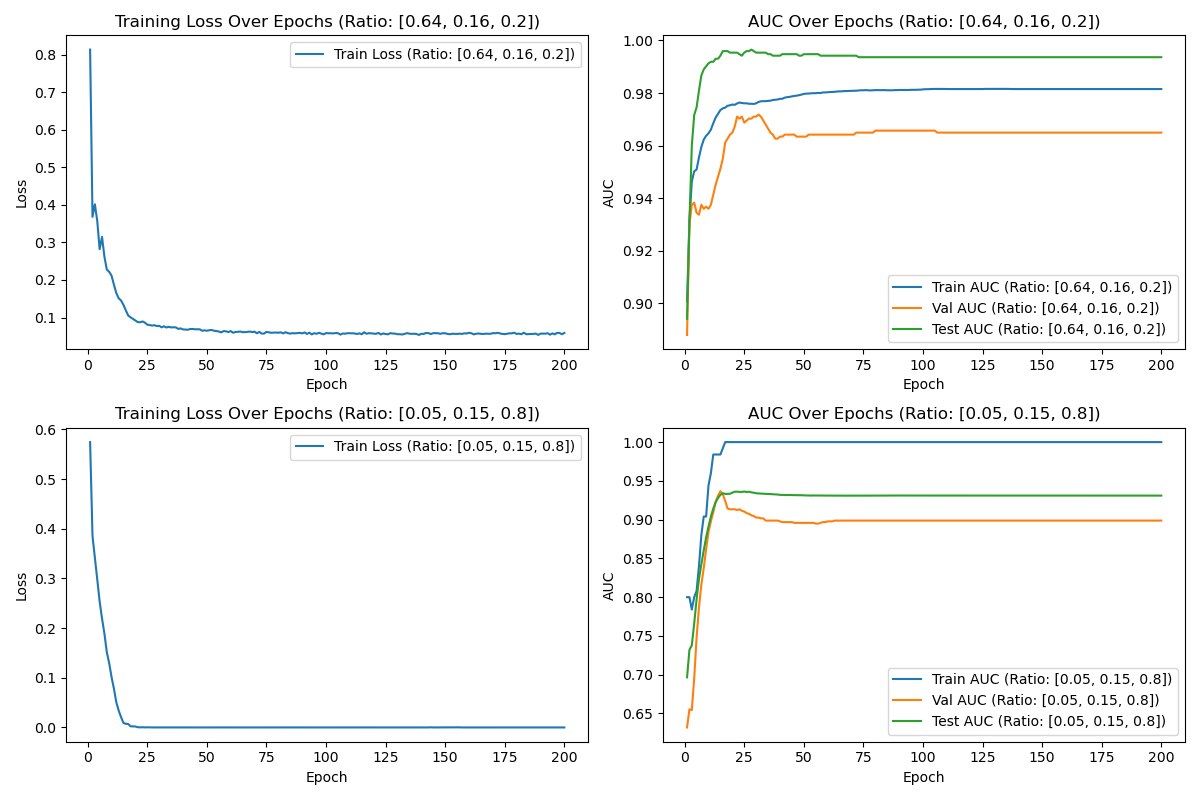 Training Loss Over Epochs (Ratio: [0.64, 0.16, 0.2])
Train Loss (Ratio: [0.64, 0.16, 0.2])
0.8
0.7
0.6
0.5
0.4
0.3
0.2
0.1
Loss
0 25 50 75 100 125 150 175 200
Epoch
AUC Over Epochs (Ratio: [0.64, 0.16, 0.2])
1.00
0.98
0.96
0.94
0.92
0.90
AUC
Train AUC (Ratio: [0.64, 0.16, 0.2])
Val AUC (Ratio: [0.64, 0.16, 0.2])
Test AUC (Ratio: [0.64, 0.16, 0.2])
0 25 50 75 100 125 150 175 200
Epoch
Training Loss Over Epochs (Ratio: [0.05, 0.15, 0.8])
Train Loss (Ratio: [0.05, 0.15, 0.8])
0.6
0.5
0.4
0.3
0.2
0.1
0.0
Loss
0 25 50 75 100 125 150 175 200
Epoch
AUC Over Epochs (Ratio: [0.05, 0.15, 0.8])
1.00
0.95
0.90
0.85
0.80
0.75
0.70
0.65
AUC
Train AUC (Ratio: [0.05, 0.15, 0.8])
Val AUC (Ratio: [0.05, 0.15, 0.8])
Test AUC (Ratio: [0.05, 0.15, 0.8])
0 25 50 75 100 125 150 175 200
Epoch